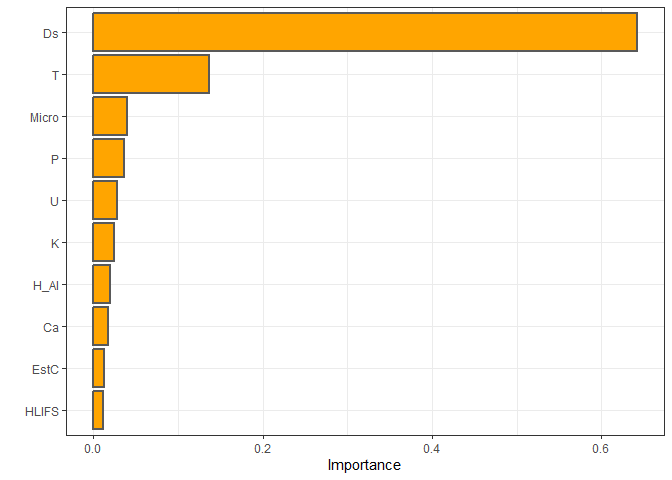 Ds
T
Micro
P
U
K
H_Al
Ca
EstC
HLIFS
0.0 0.2 0.4 0.6
Importance